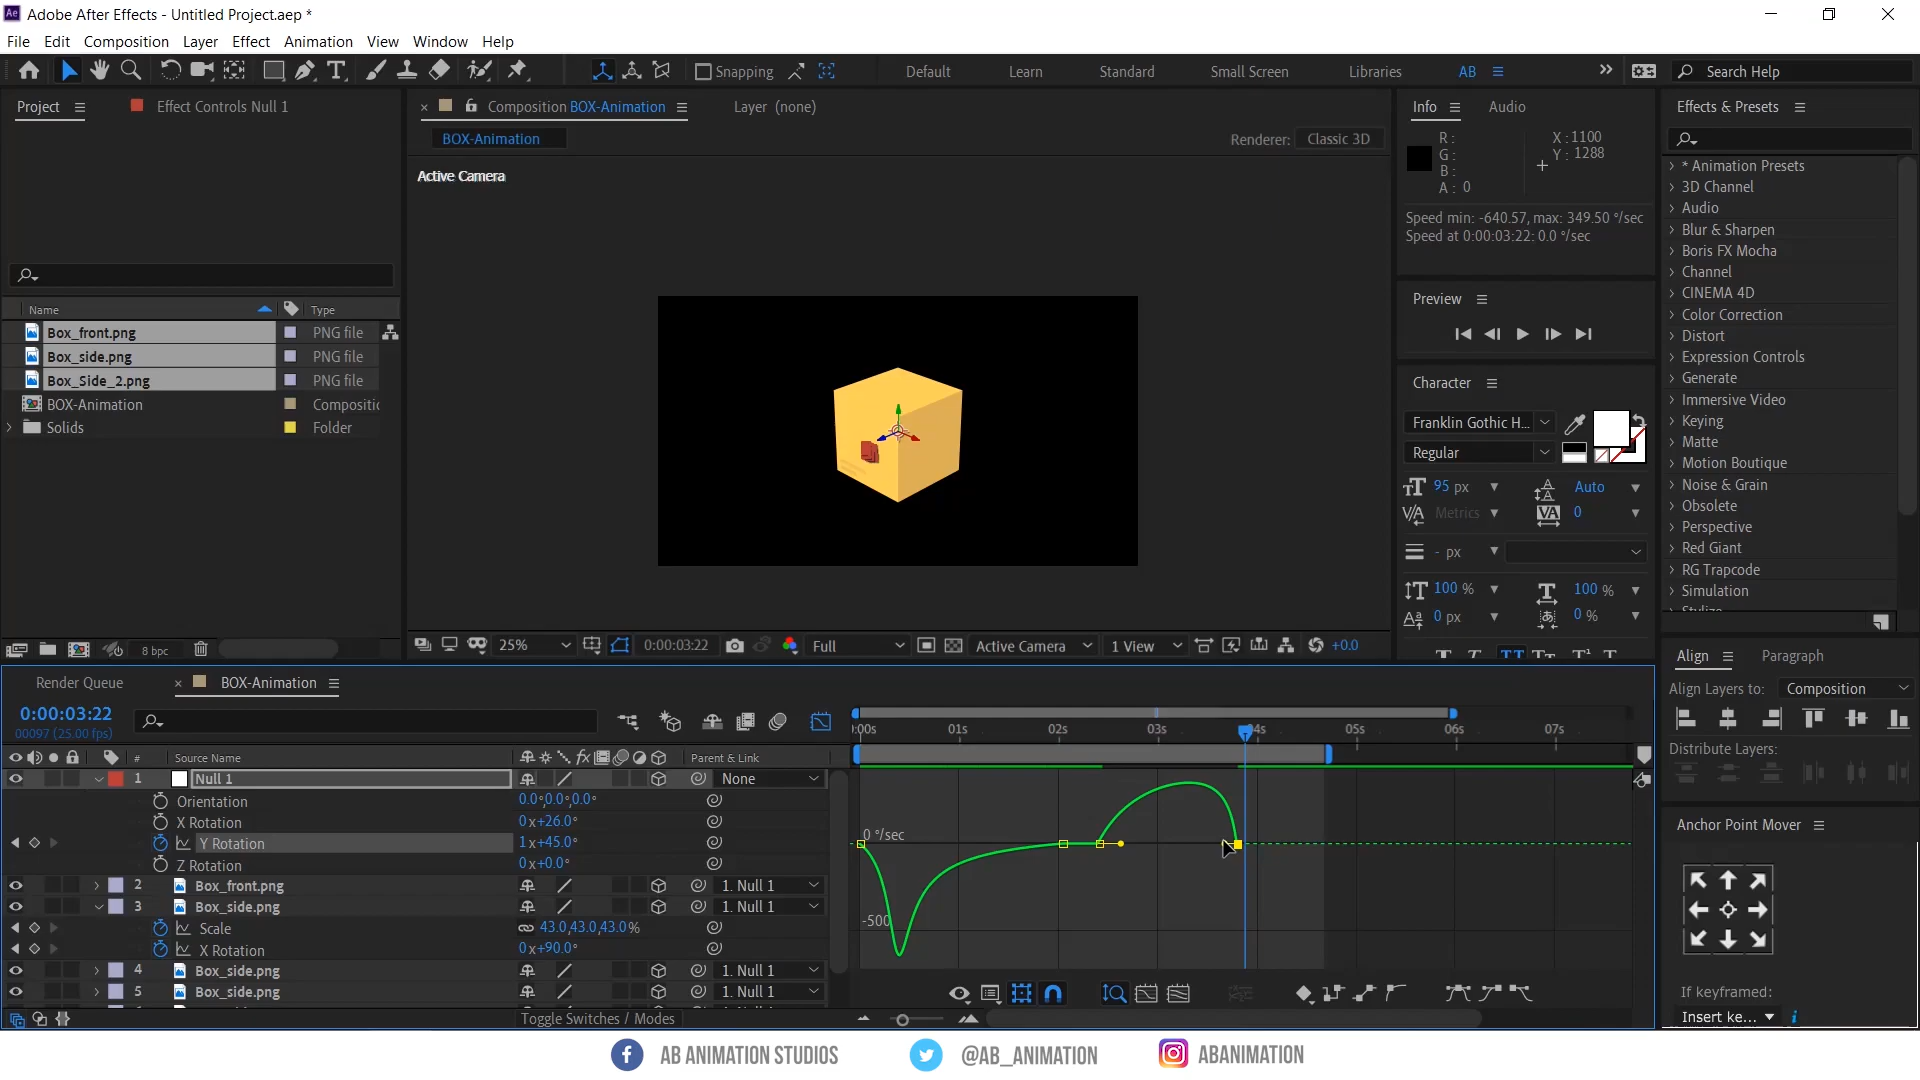 Ae Adobe After Effects - Untitled Project.aep *
File Edit Composition Layer Effect Animation View Window Help
Snapping Default Learn Standard Small Screen Libraries AB Search Help
Project Effect Controls Null 1
Composition BOX-Animation Layer (none)
BOX-Animation Renderer: Classic 3D
Active Camera
Name Type
Box_front.png PNG file
Box_side.png PNG file
Box_Side_2.png PNG file
BOX-Animation Compositic
Solids Folder
8 bpc
25% 0:00:03:22 Full Active Camera 1 View +0.0
Info Audio
R : X : 1100
G : Y : 1288
B :
A : 0
Speed min: -640.57, max: 349.50 °/sec
Speed at 0:00:03:22: 0.0 °/sec
Preview
Character
Franklin Gothic H...
Regular
95 px Auto
Metrics 0
- px
100 % 100 %
0 px 0 %
Effects & Presets
* Animation Presets
3D Channel
Audio
Blur & Sharpen
Boris FX Mocha
Channel
CINEMA 4D
Color Correction
Distort
Expression Controls
Generate
Immersive Video
Keying
Matte
Motion Boutique
Noise & Grain
Obsolete
Perspective
Red Giant
RG Trapcode
Simulation
Stylize
Align Paragraph
Align Layers to: Composition
Distribute Layers:
Anchor Point Mover
If keyframed:
Insert ke...
Render Queue BOX-Animation
0:00:03:22
00097 (25.00 fps)
:00s 01s 02s 03s 04s 05s 06s 07s
# Source Name Parent & Link
1 Null 1 None
Orientation 0.0°,0.0°,0.0°
X Rotation 0x+26.0°
Y Rotation 1x+45.0°
Z Rotation 0x+0.0°
2 Box_front.png 1. Null 1
3 Box_side.png 1. Null 1
Scale 43.0,43.0,43.0%
X Rotation 0x+90.0°
4 Box_side.png 1. Null 1
5 Box_side.png 1. Null 1
0 °/sec
-500
Toggle Switches / Modes
AB ANIMATION STUDIOS @AB_ANIMATION ABANIMATION